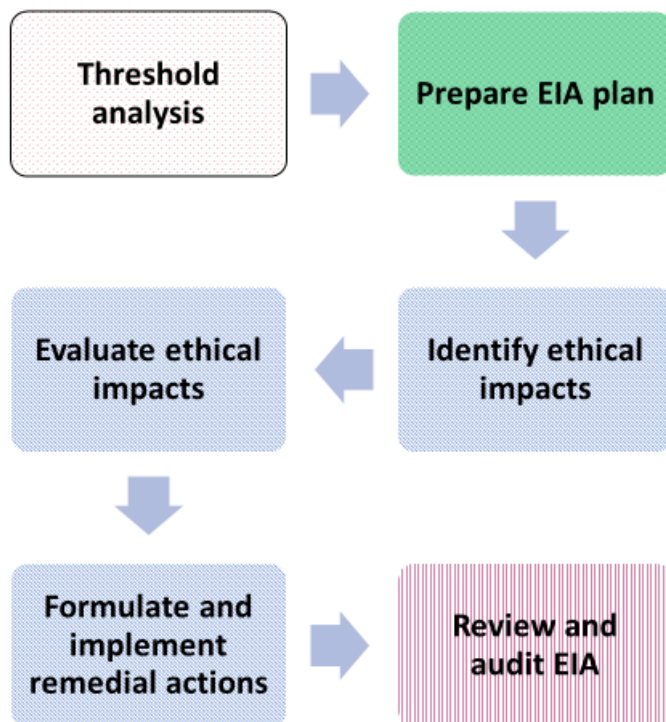 Threshold
analysis
Prepare EIA plan
Identify ethical
impacts
Evaluate ethical
impacts
Formulate and
implement
remedial actions
Review and
audit EIA